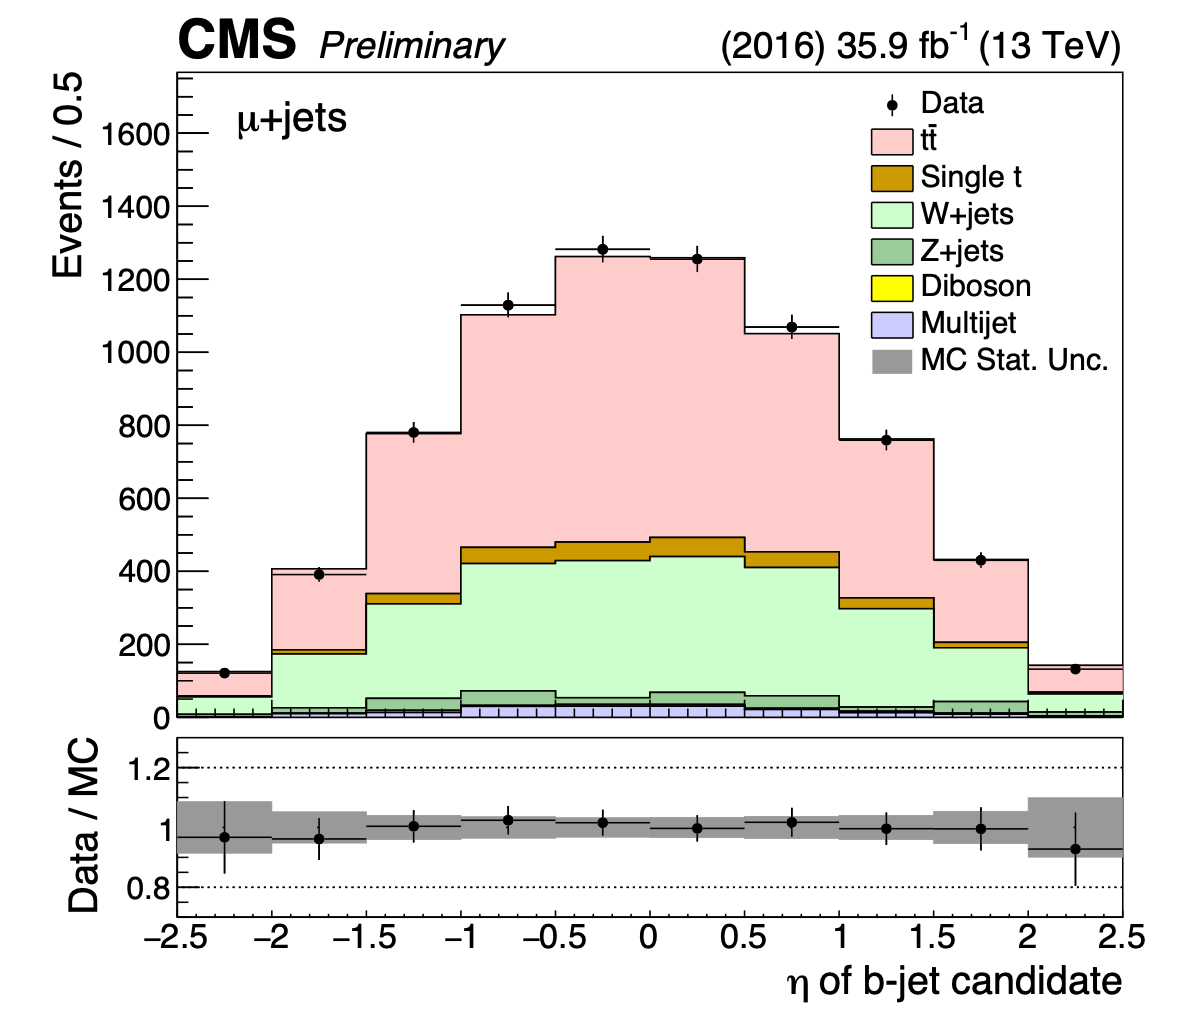 CMS Preliminary (2016) 35.9 fb⁻¹ (13 TeV)
Events / 0.5
μ+jets
Data
tt̄
Single t
W+jets
Z+jets
Diboson
Multijet
MC Stat. Unc.
1600
1400
1200
1000
800
600
400
200
0
Data / MC
1.2
1
0.8
−2.5 −2 −1.5 −1 −0.5 0 0.5 1 1.5 2 2.5
η of b-jet candidate